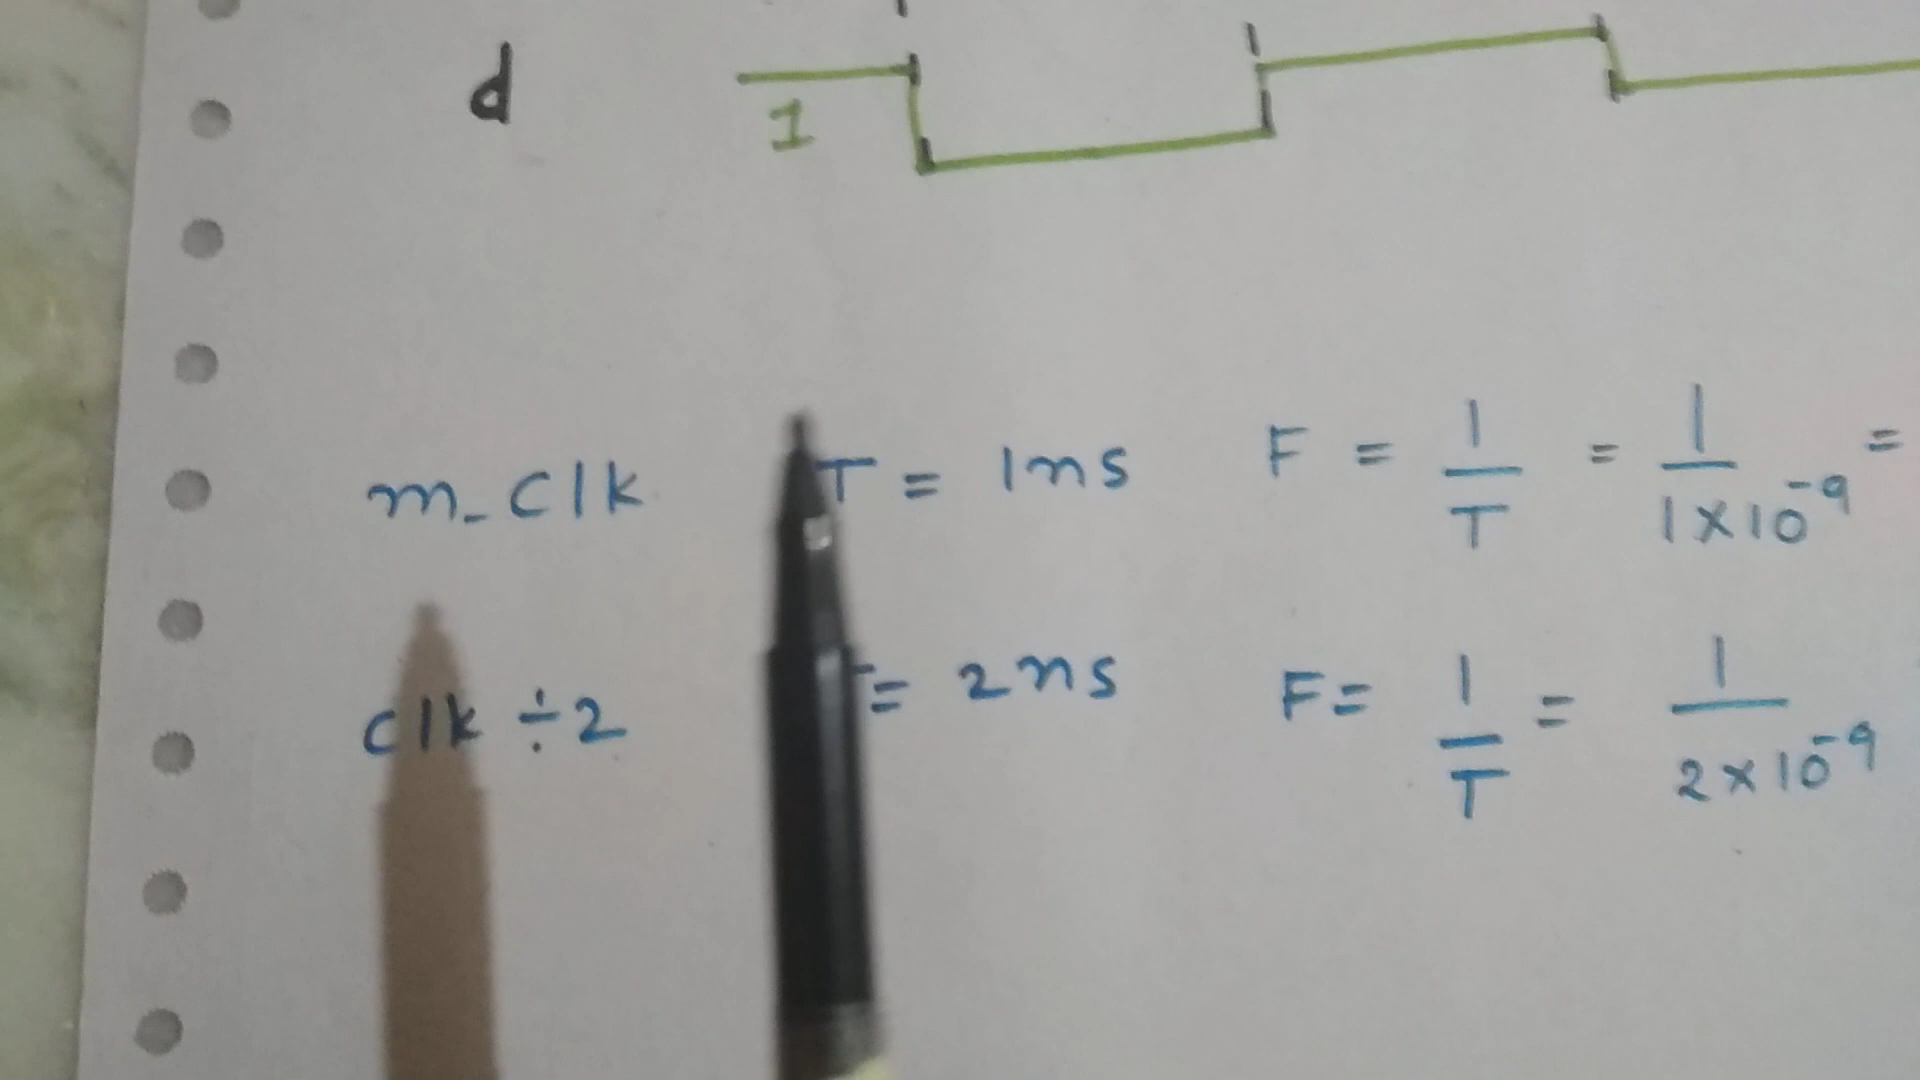 d
1
m_clk T = 1ns F = 1/T = 1/1×10⁻⁹ =
clk ÷2 = 2ns F = 1/T = 1/2×10⁻⁹